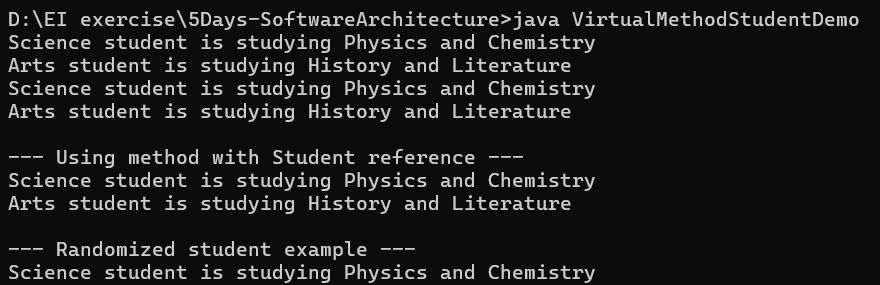 D:\EI exercise\5Days-SoftwareArchitecture>java VirtualMethodStudentDemo
Science student is studying Physics and Chemistry
Arts student is studying History and Literature
Science student is studying Physics and Chemistry
Arts student is studying History and Literature
--- Using method with Student reference ---
Science student is studying Physics and Chemistry
Arts student is studying History and Literature
--- Randomized student example ---
Science student is studying Physics and Chemistry